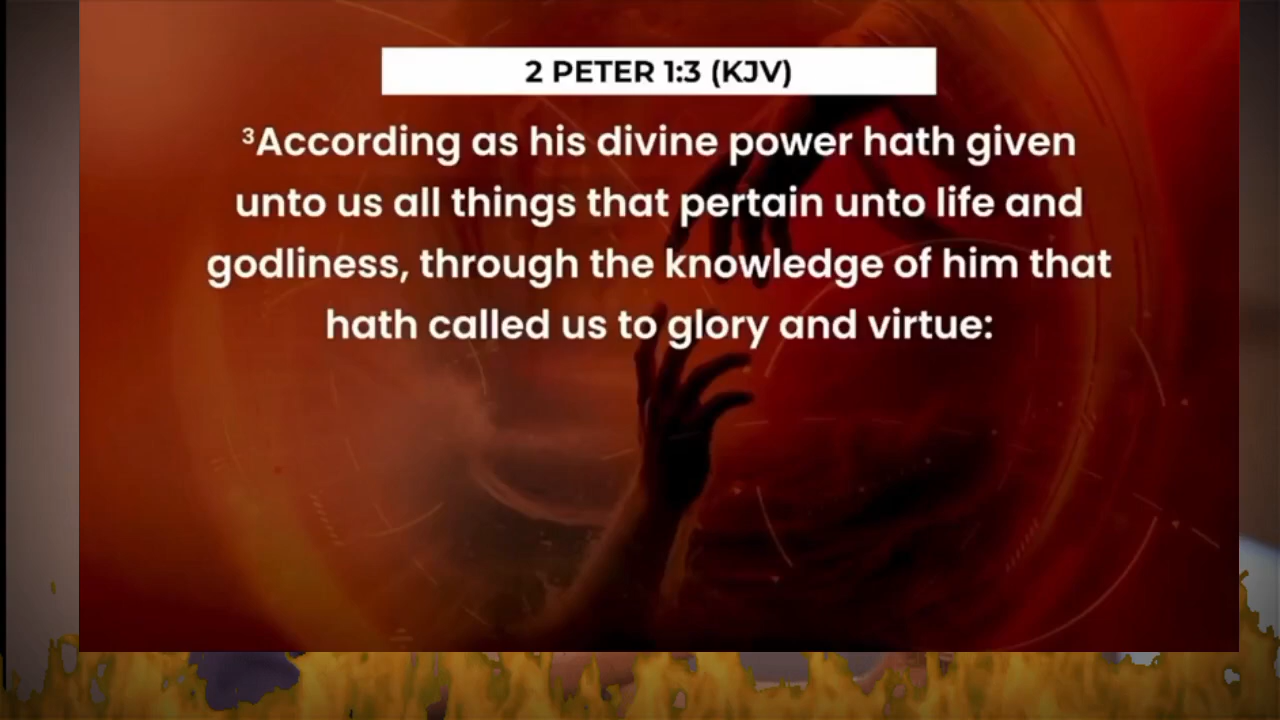 2 PETER 1:3 (KJV)
³According as his divine power hath given
unto us all things that pertain unto life and
godliness, through the knowledge of him that
hath called us to glory and virtue: